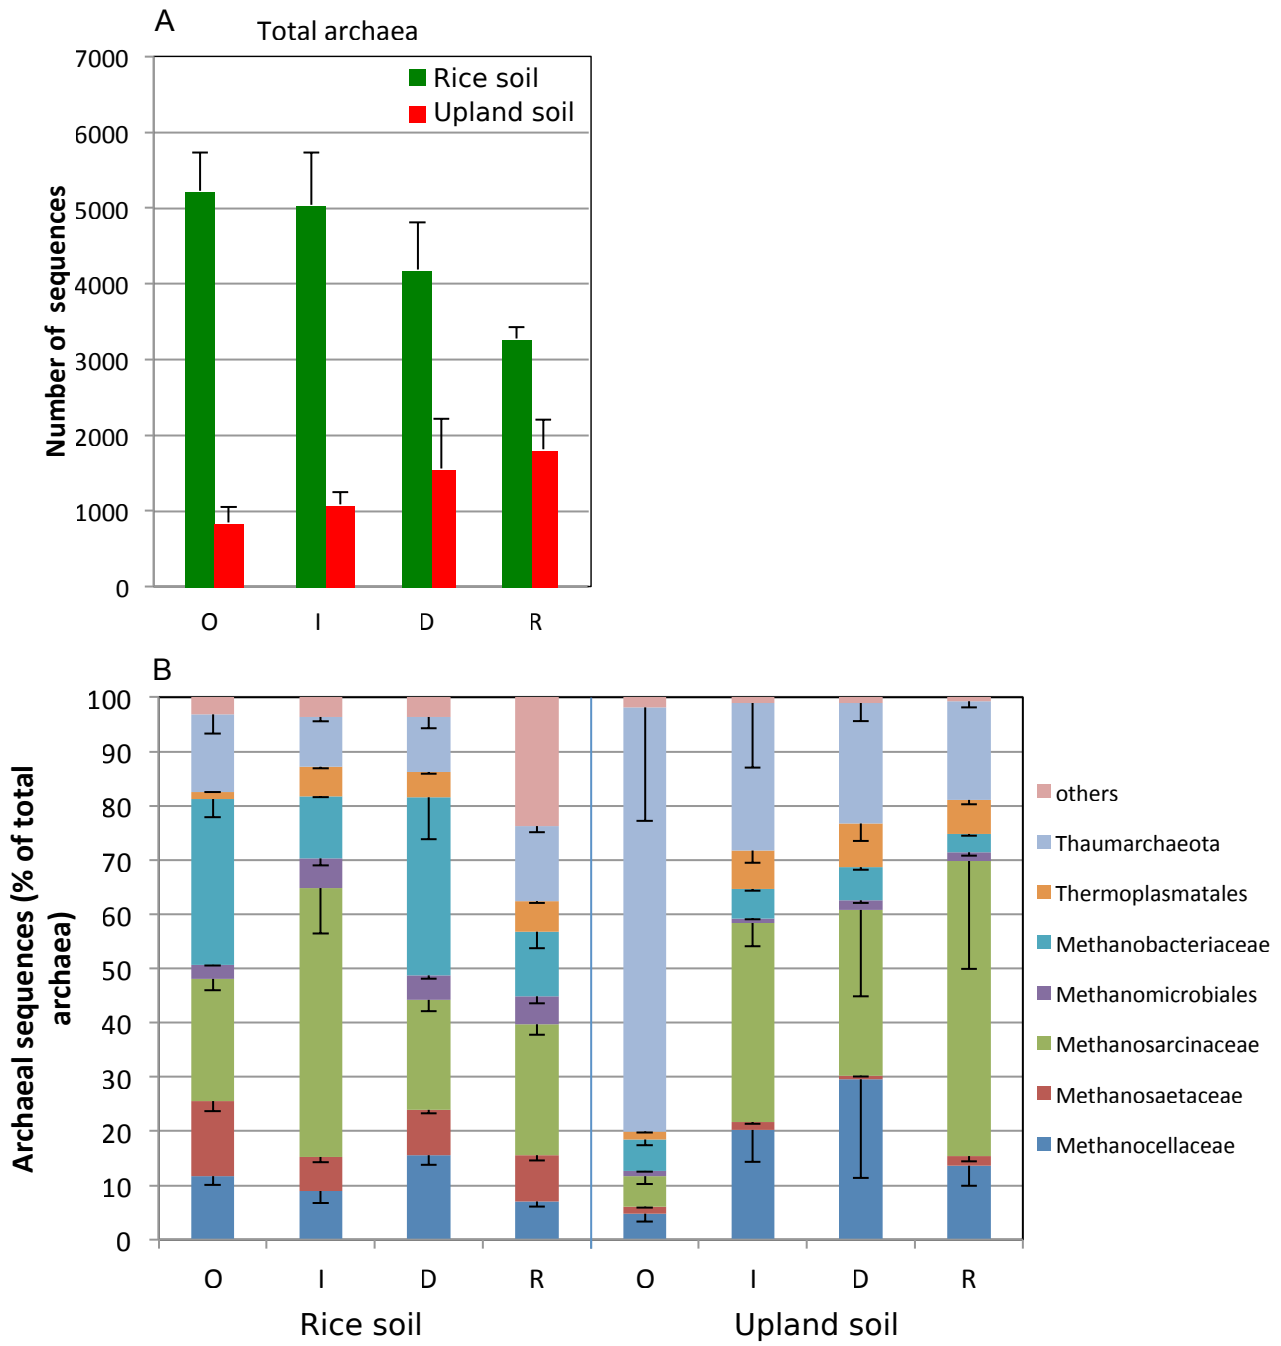 A
Total archaea
7000
6000
5000
4000
3000
2000
1000
0
Number of sequences
Rice soil
Upland soil
O I D R
B
100
90
80
70
60
50
40
30
20
10
0
Archaeal sequences (% of total
archaea)
others
Thaumarchaeota
Thermoplasmatales
Methanobacteriaceae
Methanomicrobiales
Methanosarcinaceae
Methanosaetaceae
Methanocellaceae
O I D R O I D R
Rice soil Upland soil